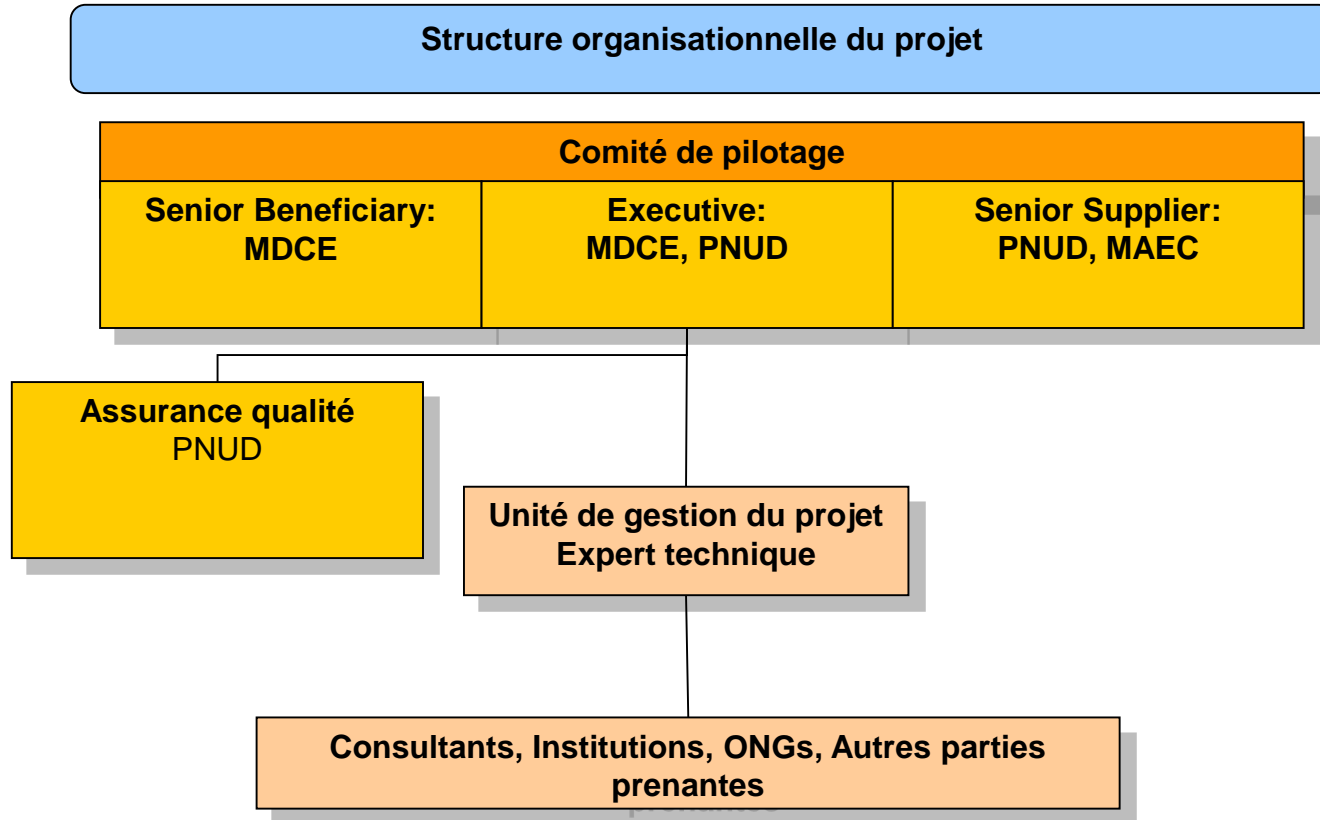 Structure organisationnelle du projet
Comité de pilotage
Senior Beneficiary:
MDCE
Executive:
MDCE, PNUD
Senior Supplier:
PNUD, MAEC
Assurance qualité
PNUD
Unité de gestion du projet
Expert technique
Consultants, Institutions, ONGs, Autres parties
prenantes